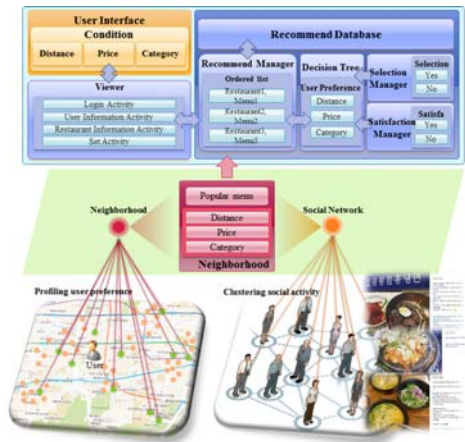 User Interface
Condition
Distance
Price
Category
Viewer
Login Activity
User Information Activity
Restaurant Information Activity
Set Activity
Recommend Database
Recommend Manager
Ordered list
Restaurant1,
Menu1
Restaurant2,
Menu2
Restaurant3,
Menu3
Decision Tree
User Preference
Distance
Price
Category
Selection
Manager
Selection
Yes
No
Satisfaction
Manager
Satisfa
Yes
No
Popular menu
Distance
Price
Category
Neighborhood
Neighborhood
Social Network
Profiling user preference
User
Clustering social activity